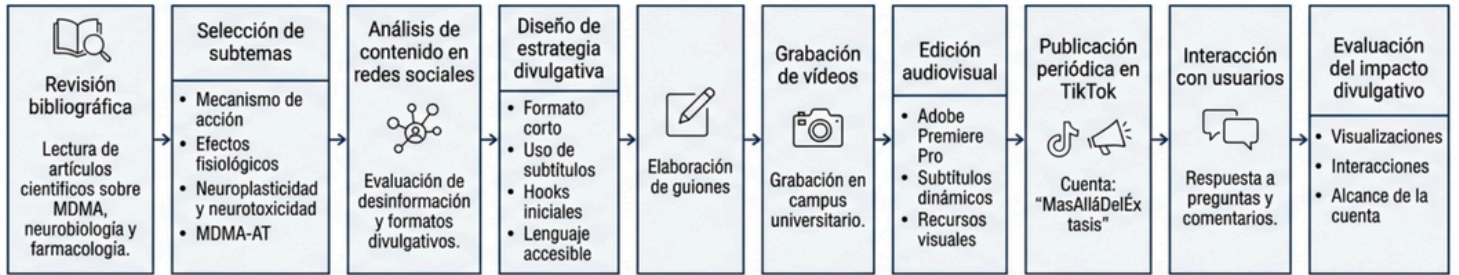 Revisión
bibliográfica
Lectura de
artículos
científicos sobre
MDMA,
neurobiología y
farmacología.
Selección de
subtemas
• Mecanismo de
acción
• Efectos
fisiológicos
• Neuroplasticidad
y neurotoxicidad
• MDMA-AT
Análisis de
contenido en
redes sociales
Evaluación de
desinformación
y formatos
divulgativos.
Diseño de
estrategia
divulgativa
• Formato
corto
• Uso de
subtítulos
• Hooks
iniciales
• Lenguaje
accesible
Elaboración
de guiones
Grabación
de vídeos
Grabación en
campus
universitario.
Edición
audiovisual
• Adobe
Premiere
Pro
• Subtítulos
dinámicos
• Recursos
visuales
Publicación
periódica en
TikTok
Cuenta:
“MasAlláDelÉx
tasis”
Interacción
con usuarios
Respuesta a
preguntas y
comentarios.
Evaluación
del impacto
divulgativo
• Visualizaciones
• Interacciones
• Alcance de la
cuenta